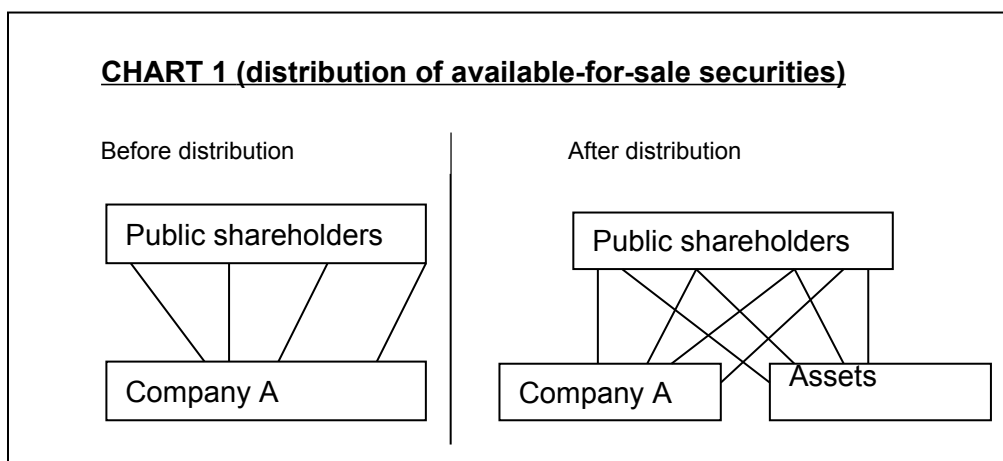 CHART 1 (distribution of available-for-sale securities)
Before distribution
After distribution
Public shareholders
Public shareholders
Company A
Company A
Assets